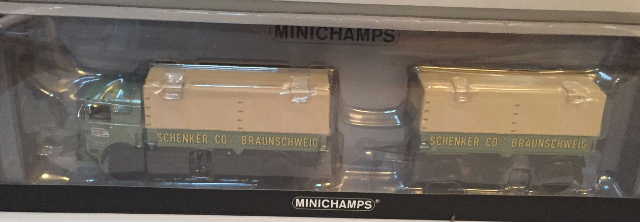 MINICHAMPS
SCHENKER CO · BRAUNSCHWEIG
SCHENKER CO · BRAUNSCHWEIG
MINICHAMPS®